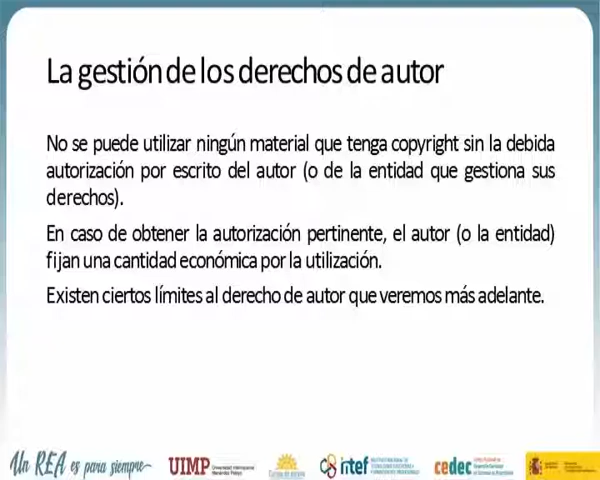 La gestión de los derechos de autor
No se puede utilizar ningún material que tenga copyright sin la debida
autorización por escrito del autor (o de la entidad que gestiona sus
derechos).
En caso de obtener la autorización pertinente, el autor (o la entidad)
fijan una cantidad económica por la utilización.
Existen ciertos límites al derecho de autor que veremos más adelante.
Un REA es para siempre
UIMP
intef
cedec